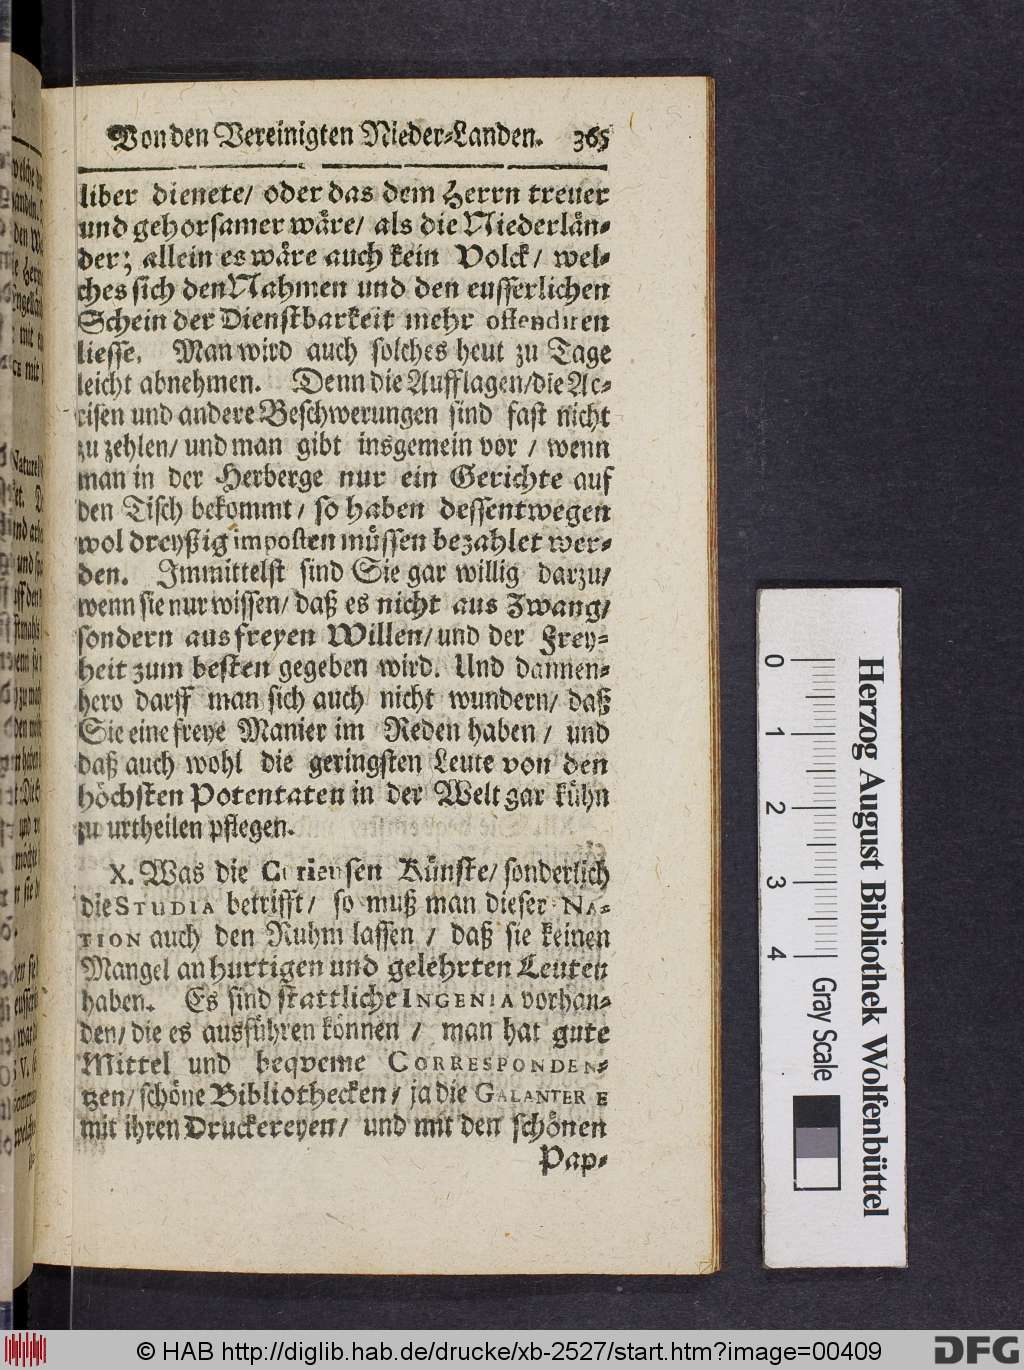 Von den Vereinigten Nieder-Landen. 365
liber dienete/ oder das dem Herrn treuer
und gehorsamer wäre/ als die Niederlän-
der; allein es wäre auch kein Volck/ wel-
ches sich den Nahmen und den eusserlichen
Schein der Dienstbarkeit mehr offendiren
liesse. Man wird auch solches heut zu Tage
leicht abnehmen. Denn die Aufflagen/die Ac-
cisen und andere Beschwerungen sind fast nicht
zu zehlen/ und man gibt insgemein vor / wenn
man in der Herberge nur ein Gerichte auf
den Tisch bekommt/ so haben dessentwegen
wol dreyßig imposten müssen bezahlet wer-
den. Immittelst sind Sie gar willig darzu/
wenn sie nur wissen/ daß es nicht aus Zwang/
sondern aus freyen Willen/ und der Frey-
heit zum besten gegeben wird. Und dannen-
hero darff man sich auch nicht wundern/ daß
Sie eine freye Manier im Reden haben/ und
daß auch wohl die geringsten Leute von den
höchsten Potentaten in der Welt gar kühn
zu urtheilen pflegen.
X. Was die Curieusen Künste/ sonderlich
die STUDIA betrifft/ so muß man dieser NA-
TION auch den Ruhm lassen / daß sie keinen
Mangel an hurtigen und gelehrten Leuten
haben. Es sind stattliche INGENIA vorhan-
den/ die es ausführen können / man hat gute
Mittel und beqveme CORRESPONDEN-
tzen/ schöne Bibliothecken/ ja die GALANTERIE
mit ihren Druckereyen/ und mit den schönen
Pap-
0 1 2 3 4
Gray Scale
Herzog August Bibliothek Wolfenbüttel
© HAB http://diglib.hab.de/drucke/xb-2527/start.htm?image=00409
DFG